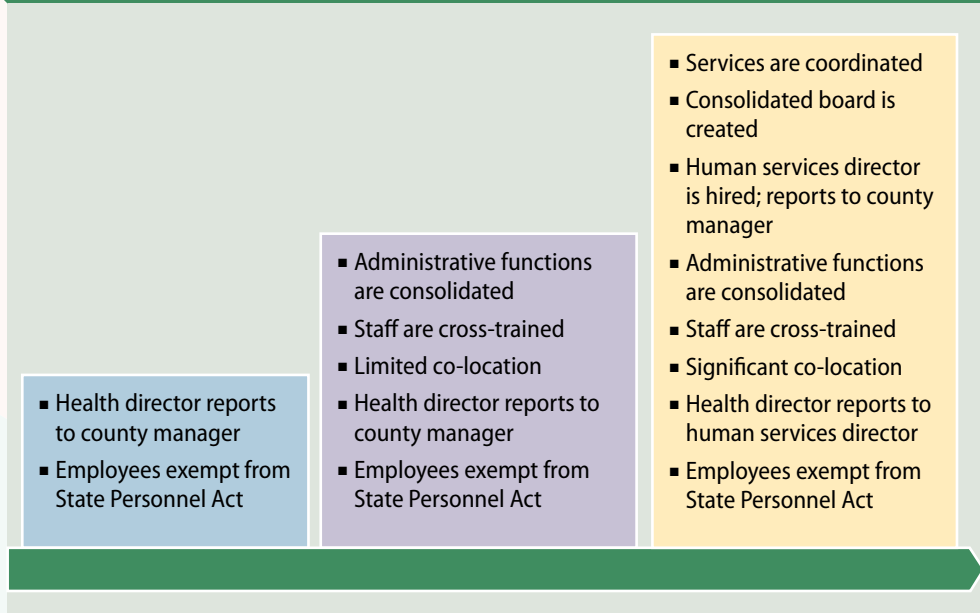 ▪ Health director reports
to county manager
▪ Employees exempt from
State Personnel Act
▪ Administrative functions
are consolidated
▪ Staff are cross-trained
▪ Limited co-location
▪ Health director reports to
county manager
▪ Employees exempt from
State Personnel Act
▪ Services are coordinated
▪ Consolidated board is
created
▪ Human services director
is hired; reports to county
manager
▪ Administrative functions
are consolidated
▪ Staff are cross-trained
▪ Significant co-location
▪ Health director reports to
human services director
▪ Employees exempt from
State Personnel Act